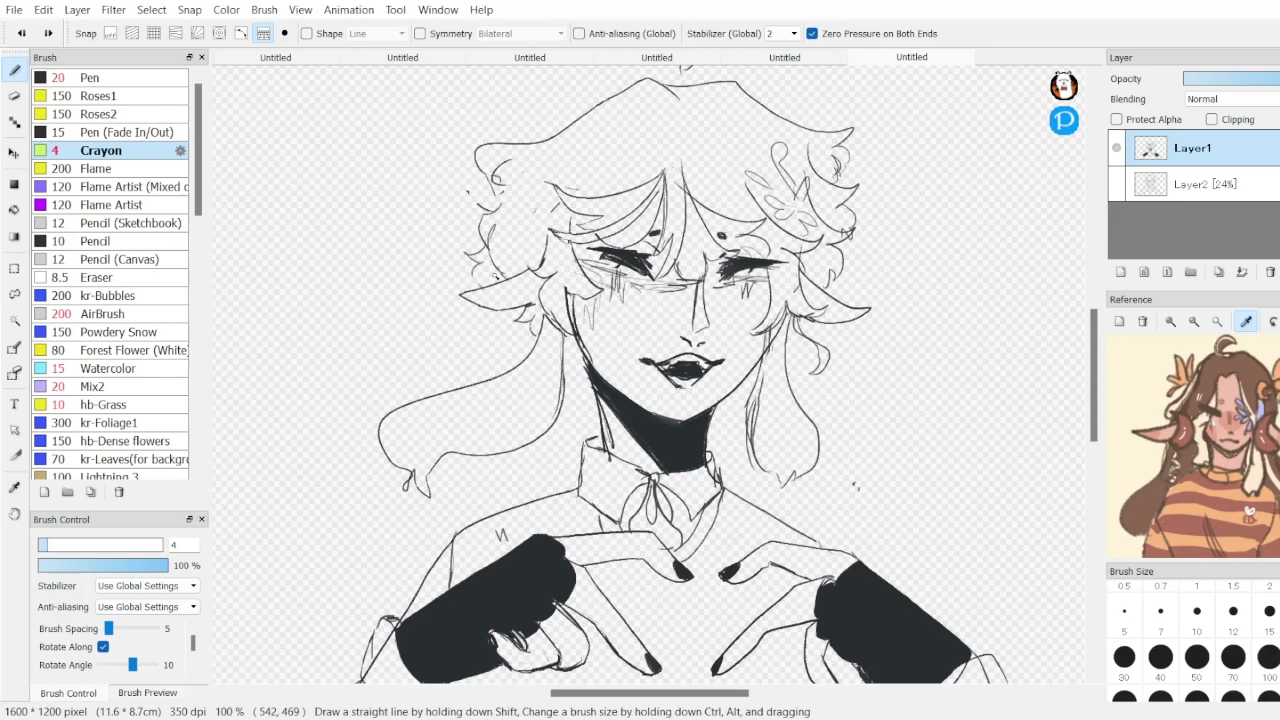 File Edit Layer Filter Select Snap Color Brush View Animation Tool Window Help
Snap Shape Line Symmetry Bilateral Anti-aliasing (Global) Stabilizer (Global) 2 Zero Pressure on Both Ends
Brush
Untitled Untitled Untitled Untitled Untitled Untitled
Layer
20 Pen
150 Roses1
150 Roses2
15 Pen (Fade In/Out)
4 Crayon
200 Flame
120 Flame Artist (Mixed c
120 Flame Artist
12 Pencil (Sketchbook)
10 Pencil
12 Pencil (Canvas)
8.5 Eraser
200 kr-Bubbles
200 AirBrush
150 Powdery Snow
80 Forest Flower (White)
15 Watercolor
20 Mix2
10 hb-Grass
300 kr-Foliage1
150 hb-Dense flowers
70 kr-Leaves(for backgro
100 Lightning 3
Opacity
Blending Normal
Protect Alpha Clipping
Layer1
Layer2 [24%]
Reference
Brush Control
4
100 %
Stabilizer Use Global Settings
Anti-aliasing Use Global Settings
Brush Spacing 5
Rotate Along
Rotate Angle 10
Brush Control Brush Preview
Brush Size
0.5 0.7 1 1.5 2
5 7 10 12 15
30 40 50 70 100
1600 * 1200 pixel (11.6 * 8.7cm) 350 dpi 100 % ( 542, 469 ) Draw a straight line by holding down Shift, Change a brush size by holding down Ctrl, Alt, and dragging